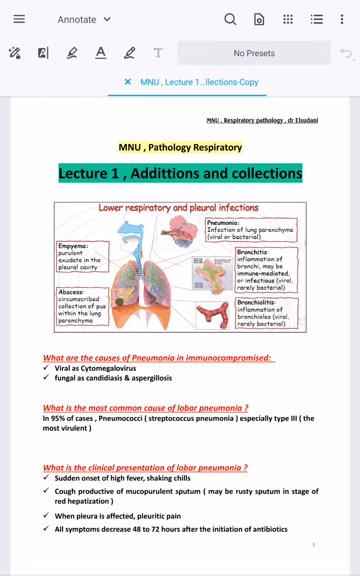 Annotate
No Presets
MNU , Lecture 1...llections-Copy
MNU , Respiratory pathology , dr Elsudani
MNU , Pathology Respiratory
Lecture 1 , Addittions and collections
Lower respiratory and pleural infections
Pneumonia:
Infection of lung parenchyma
(viral or bacterial)
Empyema:
purulent
exudate in the
pleural cavity
Bronchitis:
inflammation of
bronchi, may be
immune-mediated,
or infectious (viral,
rarely bacterial)
Abscess:
circumscribed
collection of pus
within the lung
parenchyma
Bronchiolitis:
inflammation of
bronchioles (viral,
rarely bacterial)
What are the causes of Pneumonia in immunocompromised:
✓ Viral as Cytomegalovirus
✓ fungal as candidiasis & aspergillosis
What is the most common cause of lobar pneumonia ?
In 95% of cases , Pneumococci ( streptococcus pneumonia ) especially type III ( the
most virulent )
What is the clinical presentation of lobar pneumonia ?
✓ Sudden onset of high fever, shaking chills
✓ Cough productive of mucopurulent sputum ( may be rusty sputum in stage of
red hepatization )
✓ When pleura is affected, pleuritic pain
✓ All symptoms decrease 48 to 72 hours after the initiation of antibiotics
1